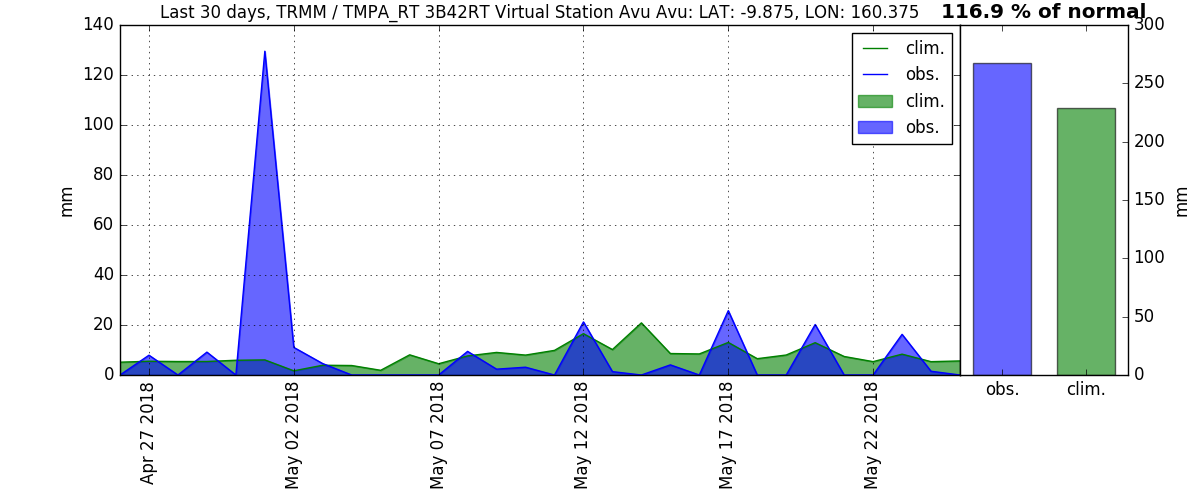 Last 30 days, TRMM / TMPA_RT 3B42RT Virtual Station Avu Avu: LAT: -9.875, LON: 160.375
116.9 % of normal
140
120
100
80
60
40
20
0
mm
clim.
obs.
clim.
obs.
Apr 27 2018
May 02 2018
May 07 2018
May 12 2018
May 17 2018
May 22 2018
300
250
200
150
100
50
0
mm
obs.
clim.